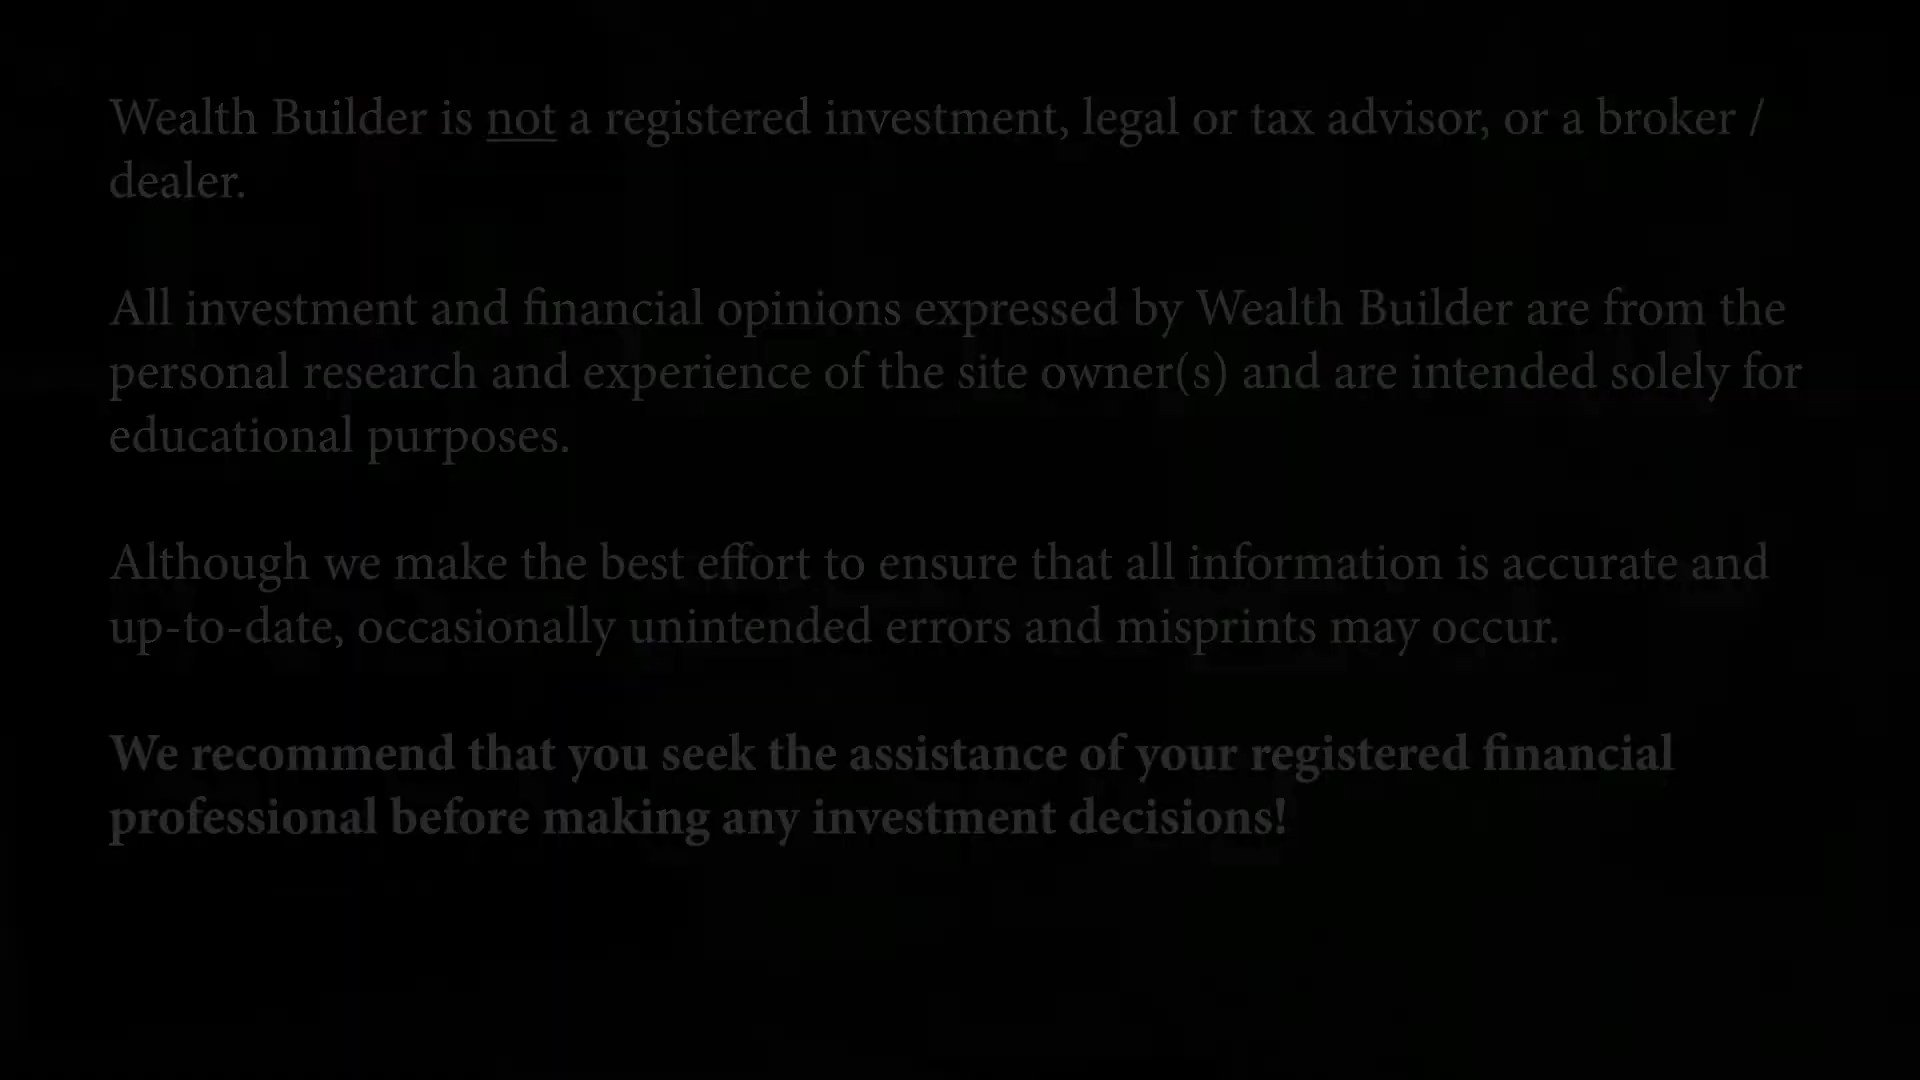 Wealth Builder is not a registered investment, legal or tax advisor, or a broker /
dealer.
All investment and financial opinions expressed by Wealth Builder are from the
personal research and experience of the site owner(s) and are intended solely for
educational purposes.
Although we make the best effort to ensure that all information is accurate and
up-to-date, occasionally unintended errors and misprints may occur.
We recommend that you seek the assistance of your registered financial
professional before making any investment decisions!